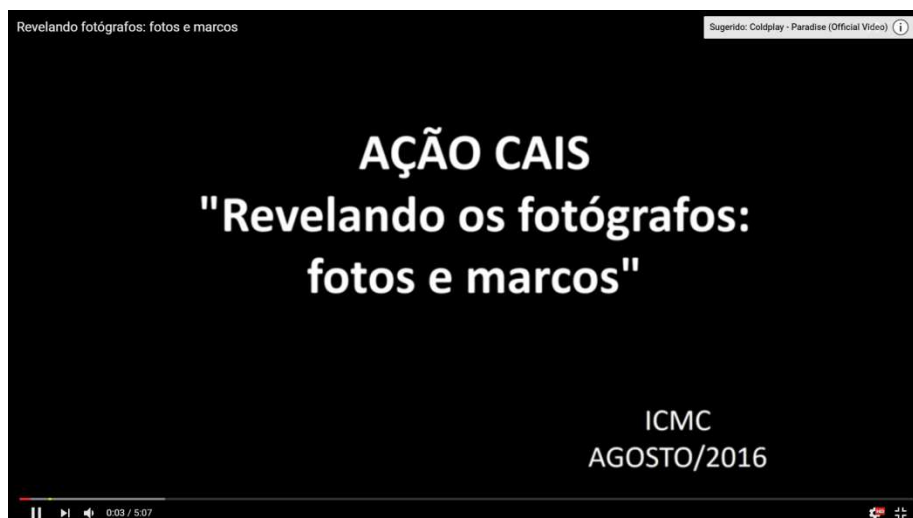 Revelando fotógrafos: fotos e marcos
Sugerido: Coldplay - Paradise (Official Video)
AÇÃO CAIS
"Revelando os fotógrafos:
fotos e marcos"
ICMC
AGOSTO/2016
0:03 / 5:07
HD